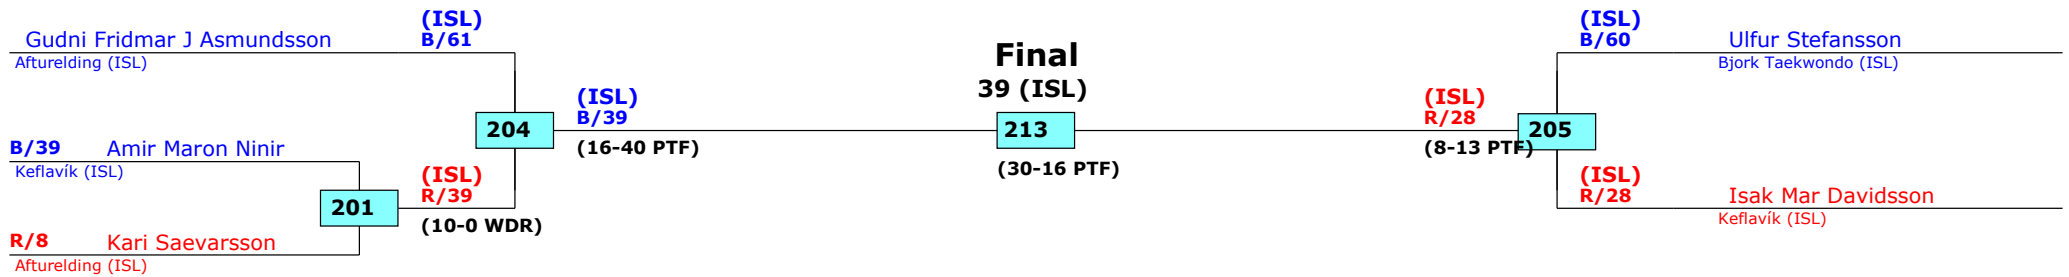 (ISL)
B/61
Gudni Fridmar J Asmundsson
Afturelding (ISL)
B/39 Amir Maron Ninir
Keflavík (ISL)
201
R/8 Kari Saevarsson
Afturelding (ISL)
(ISL)
R/39
(10-0 WDR)
204
(ISL)
B/39
(16-40 PTF)
Final
39 (ISL)
213
(30-16 PTF)
(ISL)
R/28
(8-13 PTF)
205
(ISL)
B/60
Ulfur Stefansson
Bjork Taekwondo (ISL)
(ISL)
R/28
Isak Mar Davidsson
Keflavík (ISL)